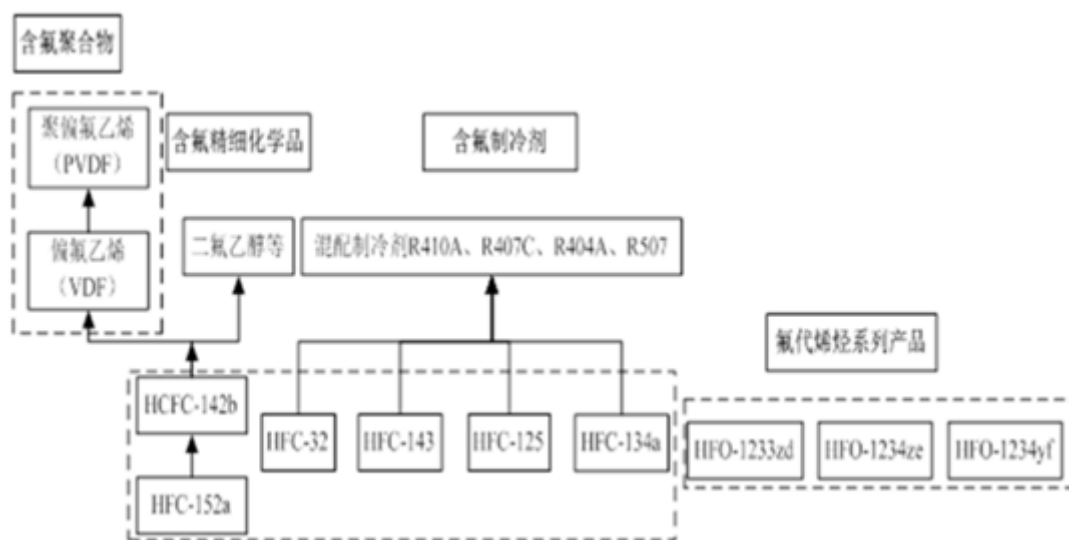 含氟聚合物
聚偏氟乙烯
（PVDF）
含氟精细化学品
含氟制冷剂
偏氟乙烯
（VDF）
二氟乙醇等
混配制冷剂R410A、R407C、R404A、R507
氟代烯烃系列产品
HCFC-142b
HFC-32
HFC-143
HFC-125
HFC-134a
HFO-1233zd
HFO-1234ze
HFO-1234yf
HFC-152a